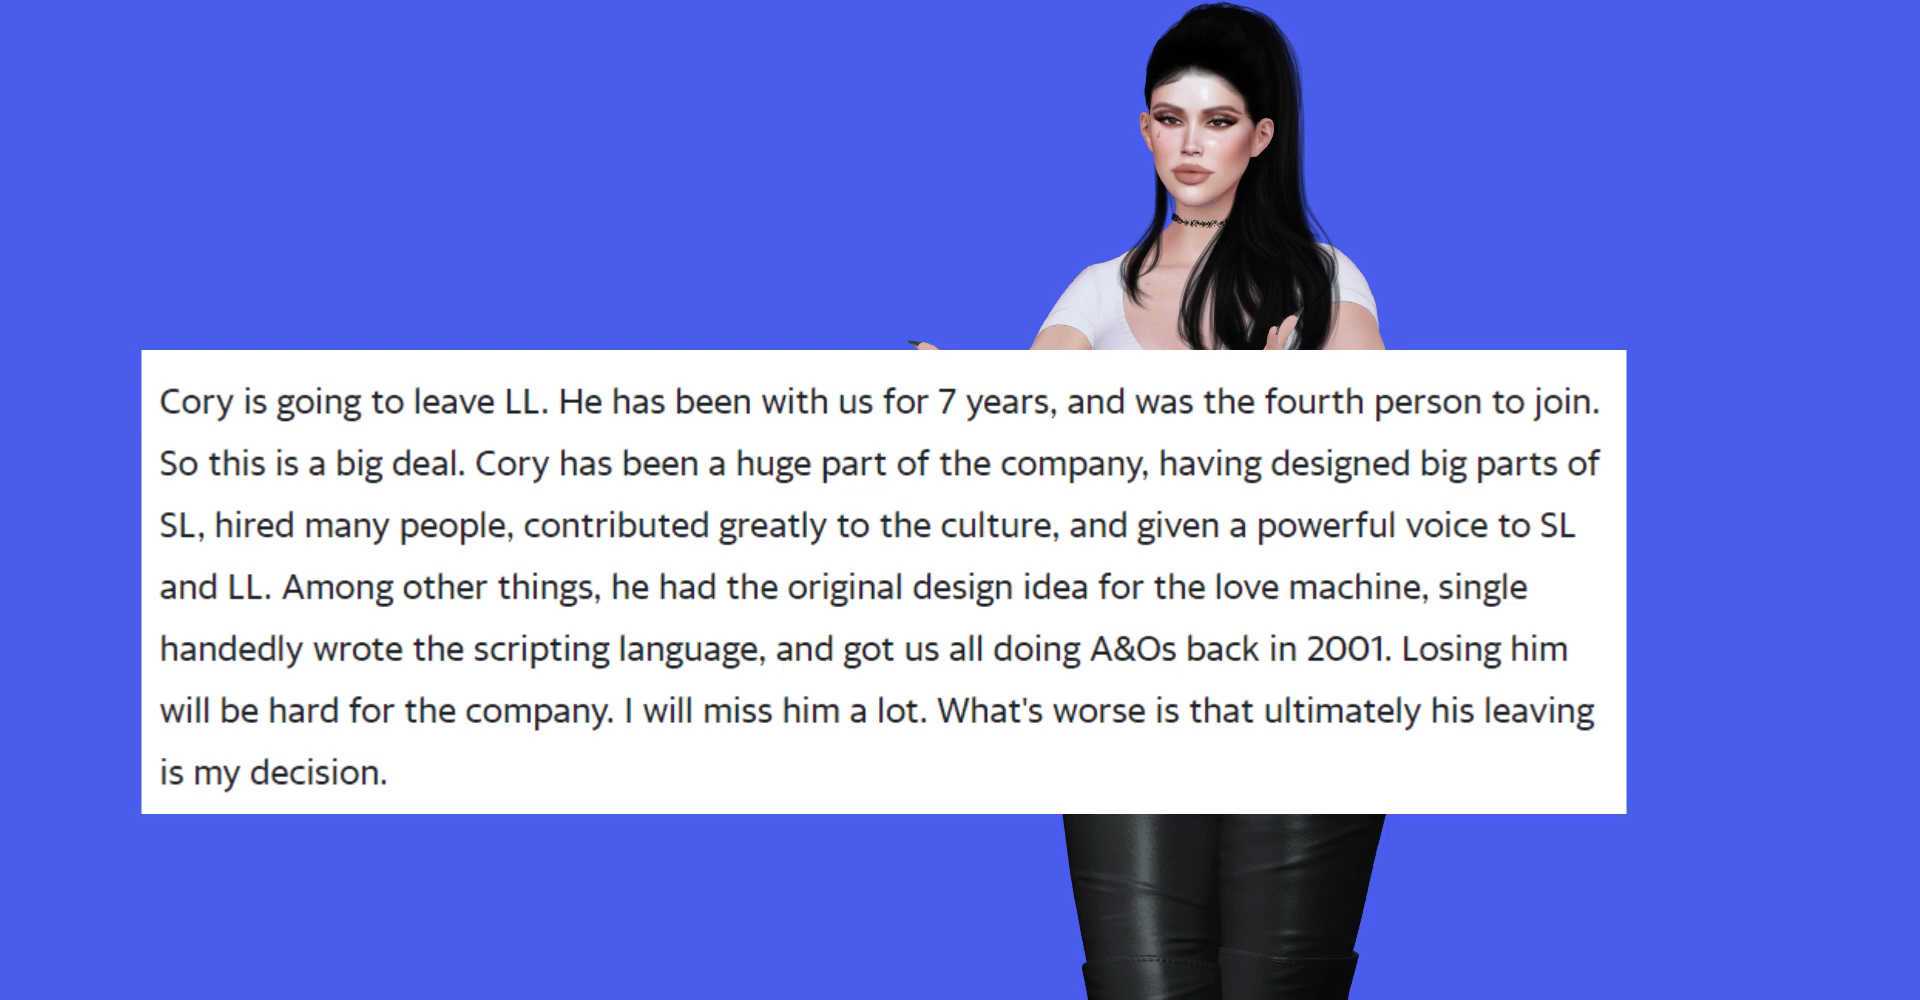 Cory is going to leave LL. He has been with us for 7 years, and was the fourth person to join.
So this is a big deal. Cory has been a huge part of the company, having designed big parts of
SL, hired many people, contributed greatly to the culture, and given a powerful voice to SL
and LL. Among other things, he had the original design idea for the love machine, single
handedly wrote the scripting language, and got us all doing A&Os back in 2001. Losing him
will be hard for the company. I will miss him a lot. What's worse is that ultimately his leaving
is my decision.